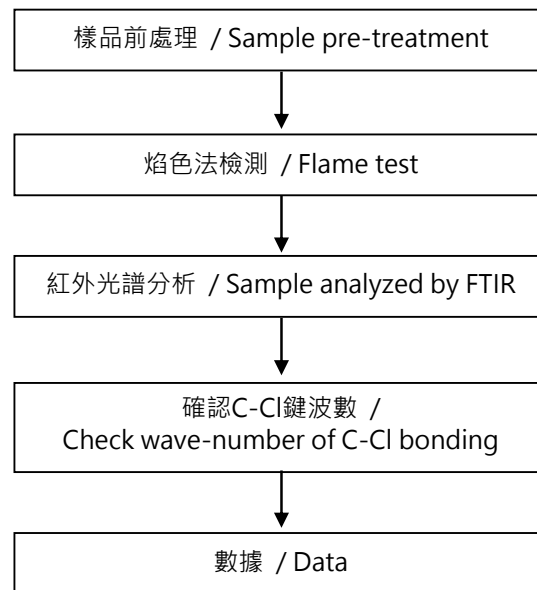 樣品前處理 / Sample pre-treatment
焰色法檢測 / Flame test
紅外光譜分析 / Sample analyzed by FTIR
確認C-Cl鍵波數 /
Check wave-number of C-Cl bonding
數據 / Data